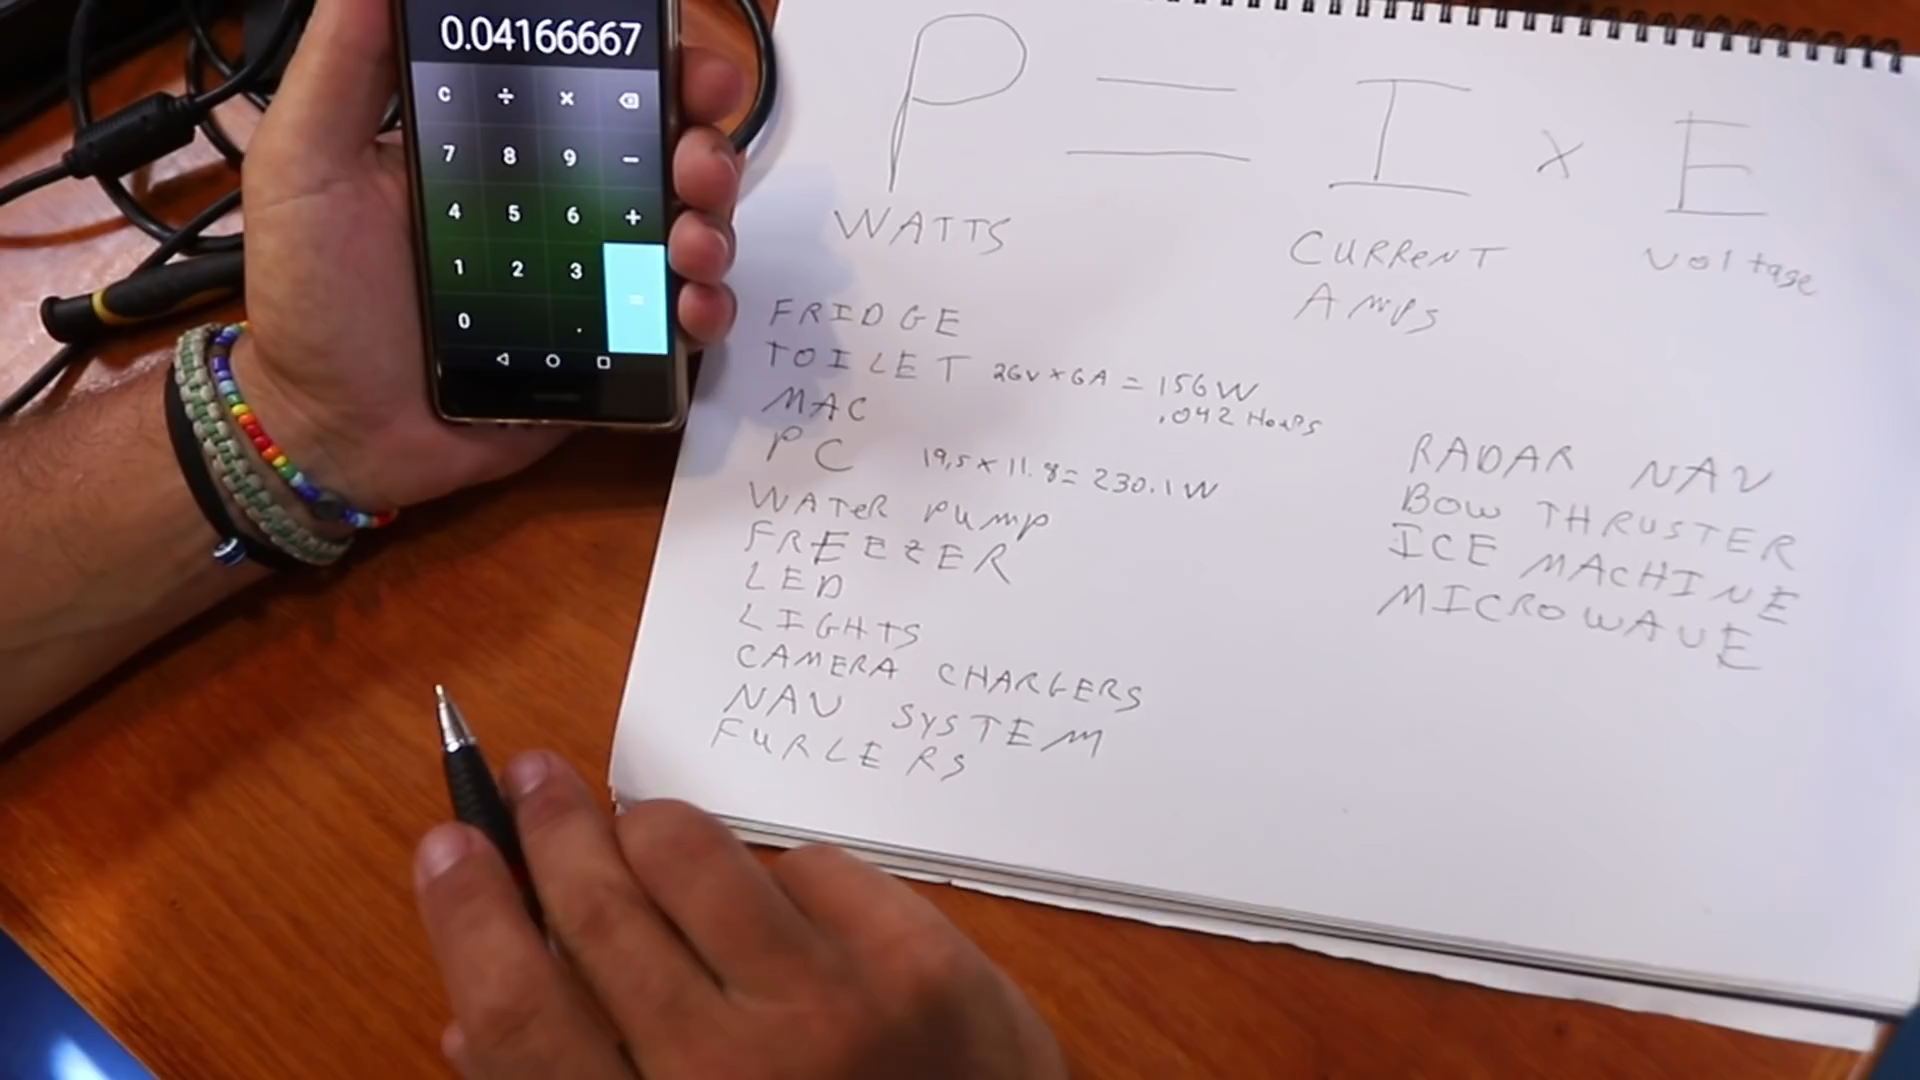 0.04166667
C ÷ ×
7 8 9 −
4 5 6 +
1 2 3 =
0 .
P = I × E
WATTS
CURRENT
AMPS
Voltage
FRIDGE
TOILET 26V × 6A = 156W
.042 HOURS
MAC
PC 19,5 × 11.8 = 230.1W
WATER PUMP
FREEZER
LED
LIGHTS
CAMERA CHARGERS
NAV SYSTEM
FURLERS
RADAR NAV
BOW THRUSTER
ICE MACHINE
MICROWAVE